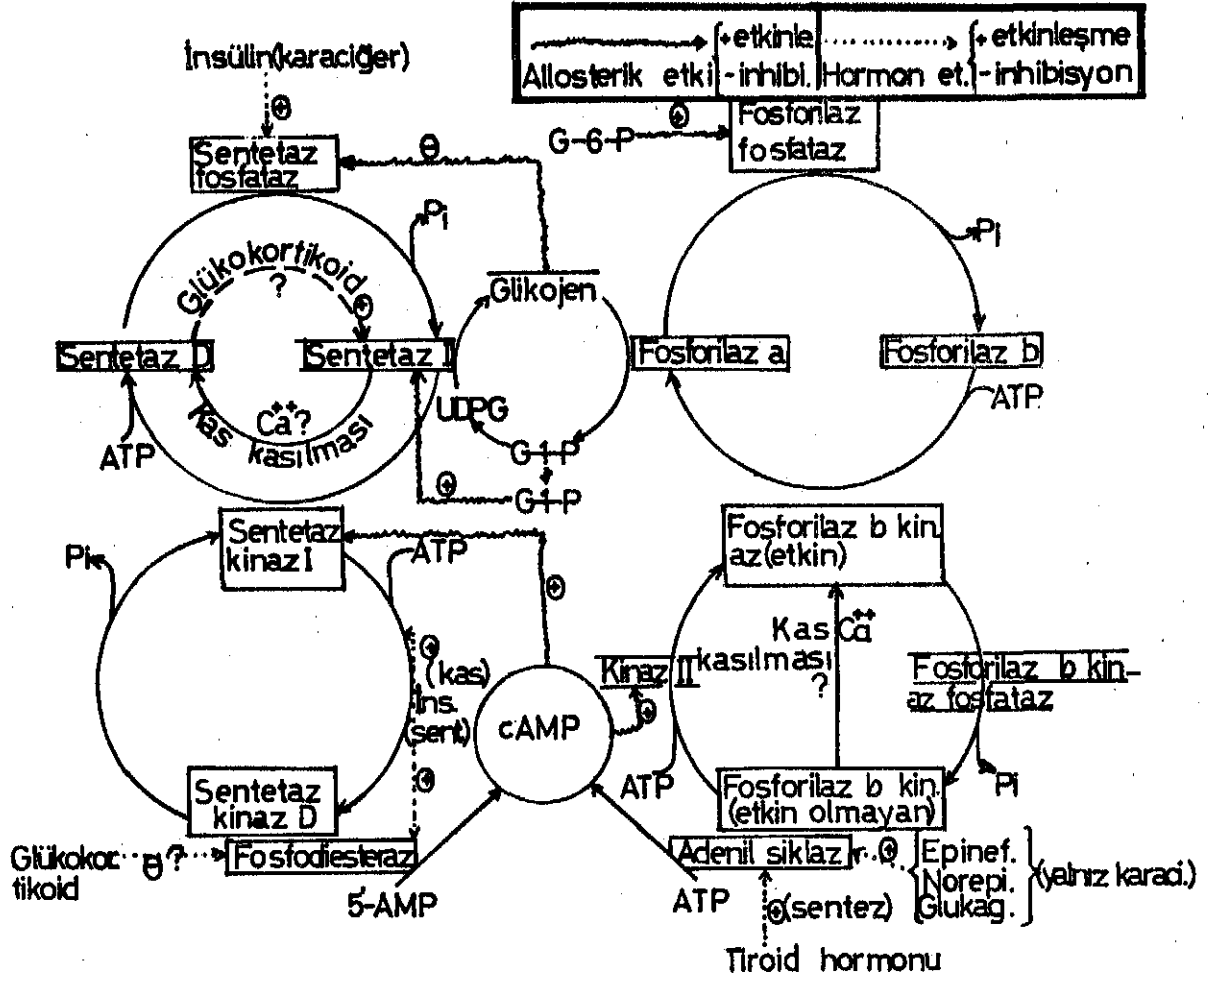 İnsülin(karaciğer)
Allosterik etki
+etkinle
-inhibi.
Hormon et.
+etkinleşme
-inhibisyon
Sentetaz
fosfataz
G-6-P
Fosforilaz
fosfataz
Pi
Pi
Glükokortikoid
?
Glikojen
Sentetaz D
Sentetaz I
Fosforilaz a
Fosforilaz b
Ca++?
Kas kasılması
UDPG
ATP
ATP
G-1-P
G-1-P
Sentetaz
kinaz I
Pi
ATP
Fosforilaz b kin.
az(etkin)
Kas Ca++
kasılması
?
Kinaz II
Fosforilaz b kin-
az fosfataz
(kas)
İns.
(sent)
cAMP
Sentetaz
kinaz D
ATP
Fosforilaz b kin.
(etkin olmayan)
Pi
Glükokor
tikoid
?
Fosfodiesteraz
Adenil siklaz
Epinef.
Norepi.
Glukag.
(yalnız karaci.)
5'-AMP
ATP
(sentez)
Tiroid hormonu